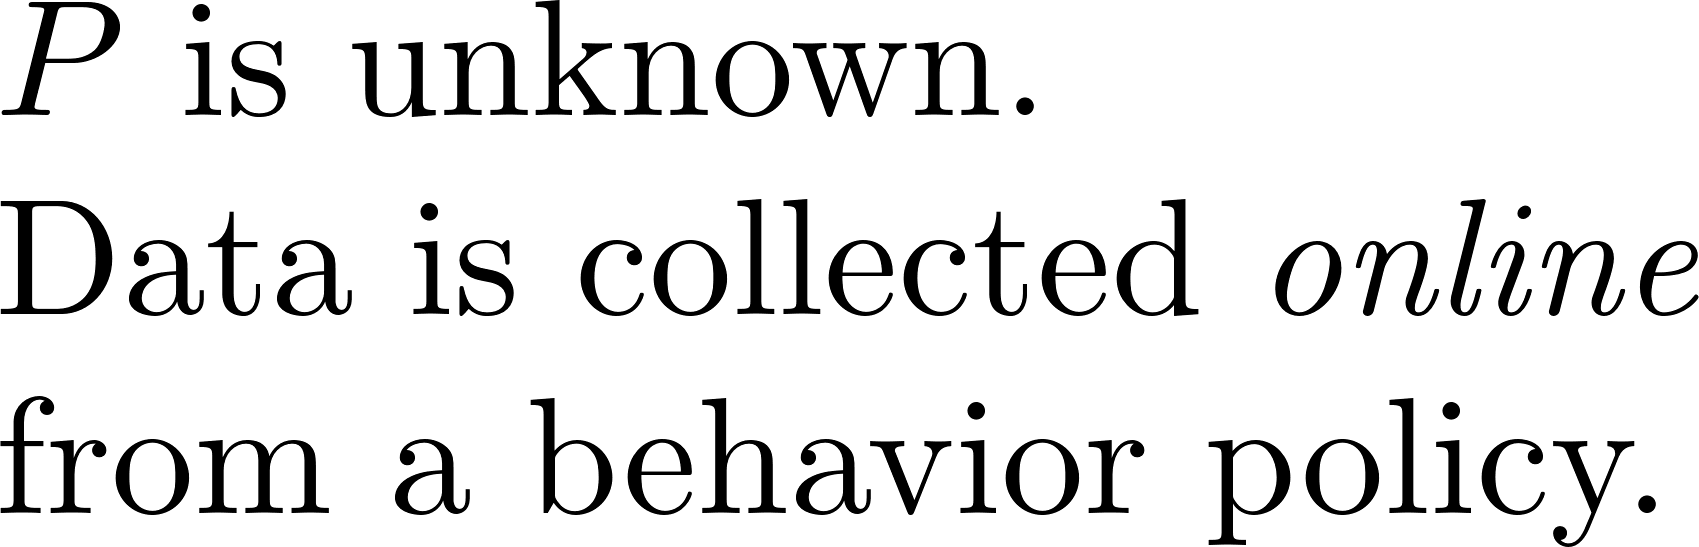 P is unknown.
Data is collected online
from a behavior policy.